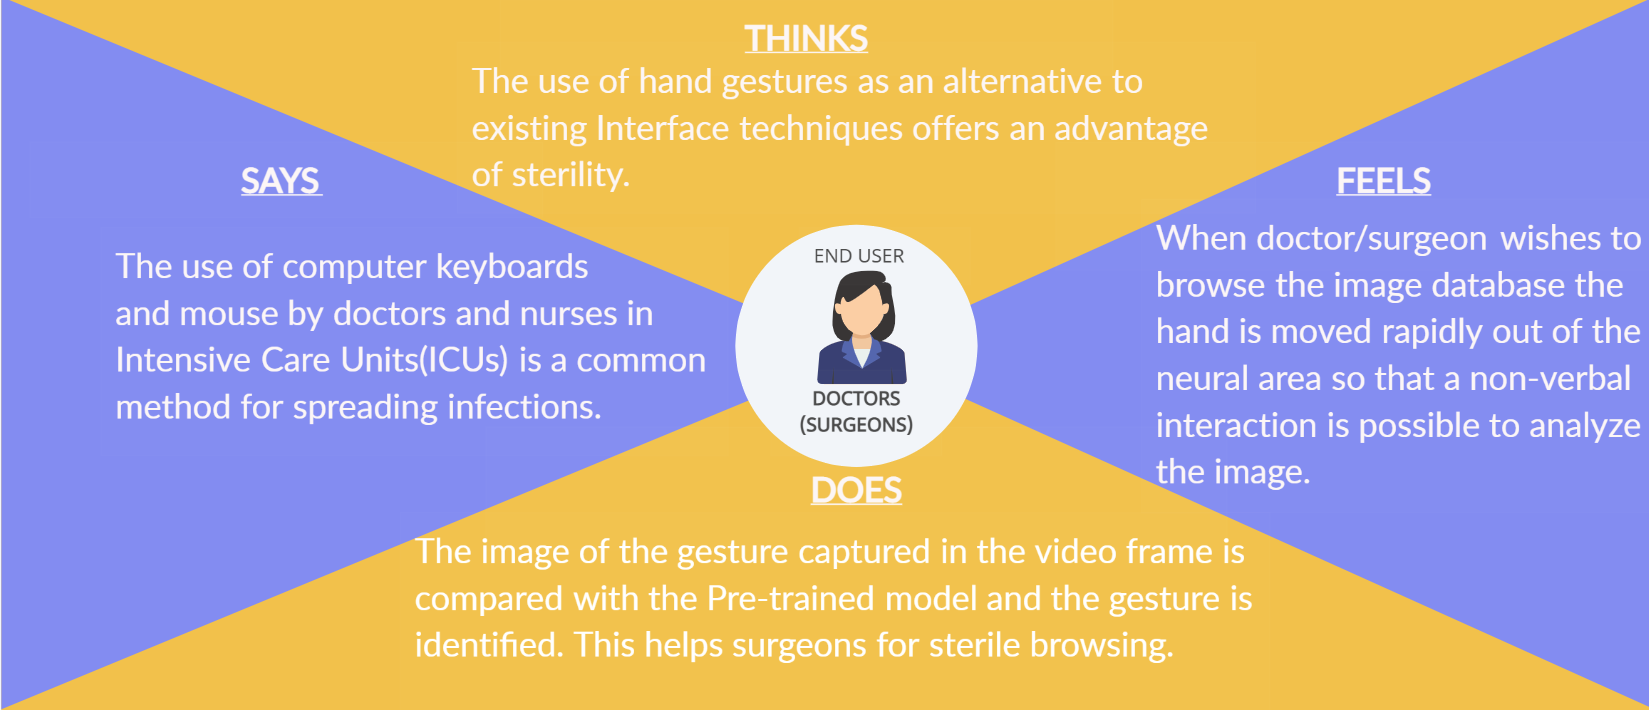 THINKS
The use of hand gestures as an alternative to
existing Interface techniques offers an advantage
of sterility.
SAYS
The use of computer keyboards
and mouse by doctors and nurses in
Intensive Care Units(ICUs) is a common
method for spreading infections.
END USER
DOCTORS
(SURGEONS)
FEELS
When doctor/surgeon wishes to
browse the image database the
hand is moved rapidly out of the
neural area so that a non-verbal
interaction is possible to analyze
the image.
DOES
The image of the gesture captured in the video frame is
compared with the Pre-trained model and the gesture is
identified. This helps surgeons for sterile browsing.